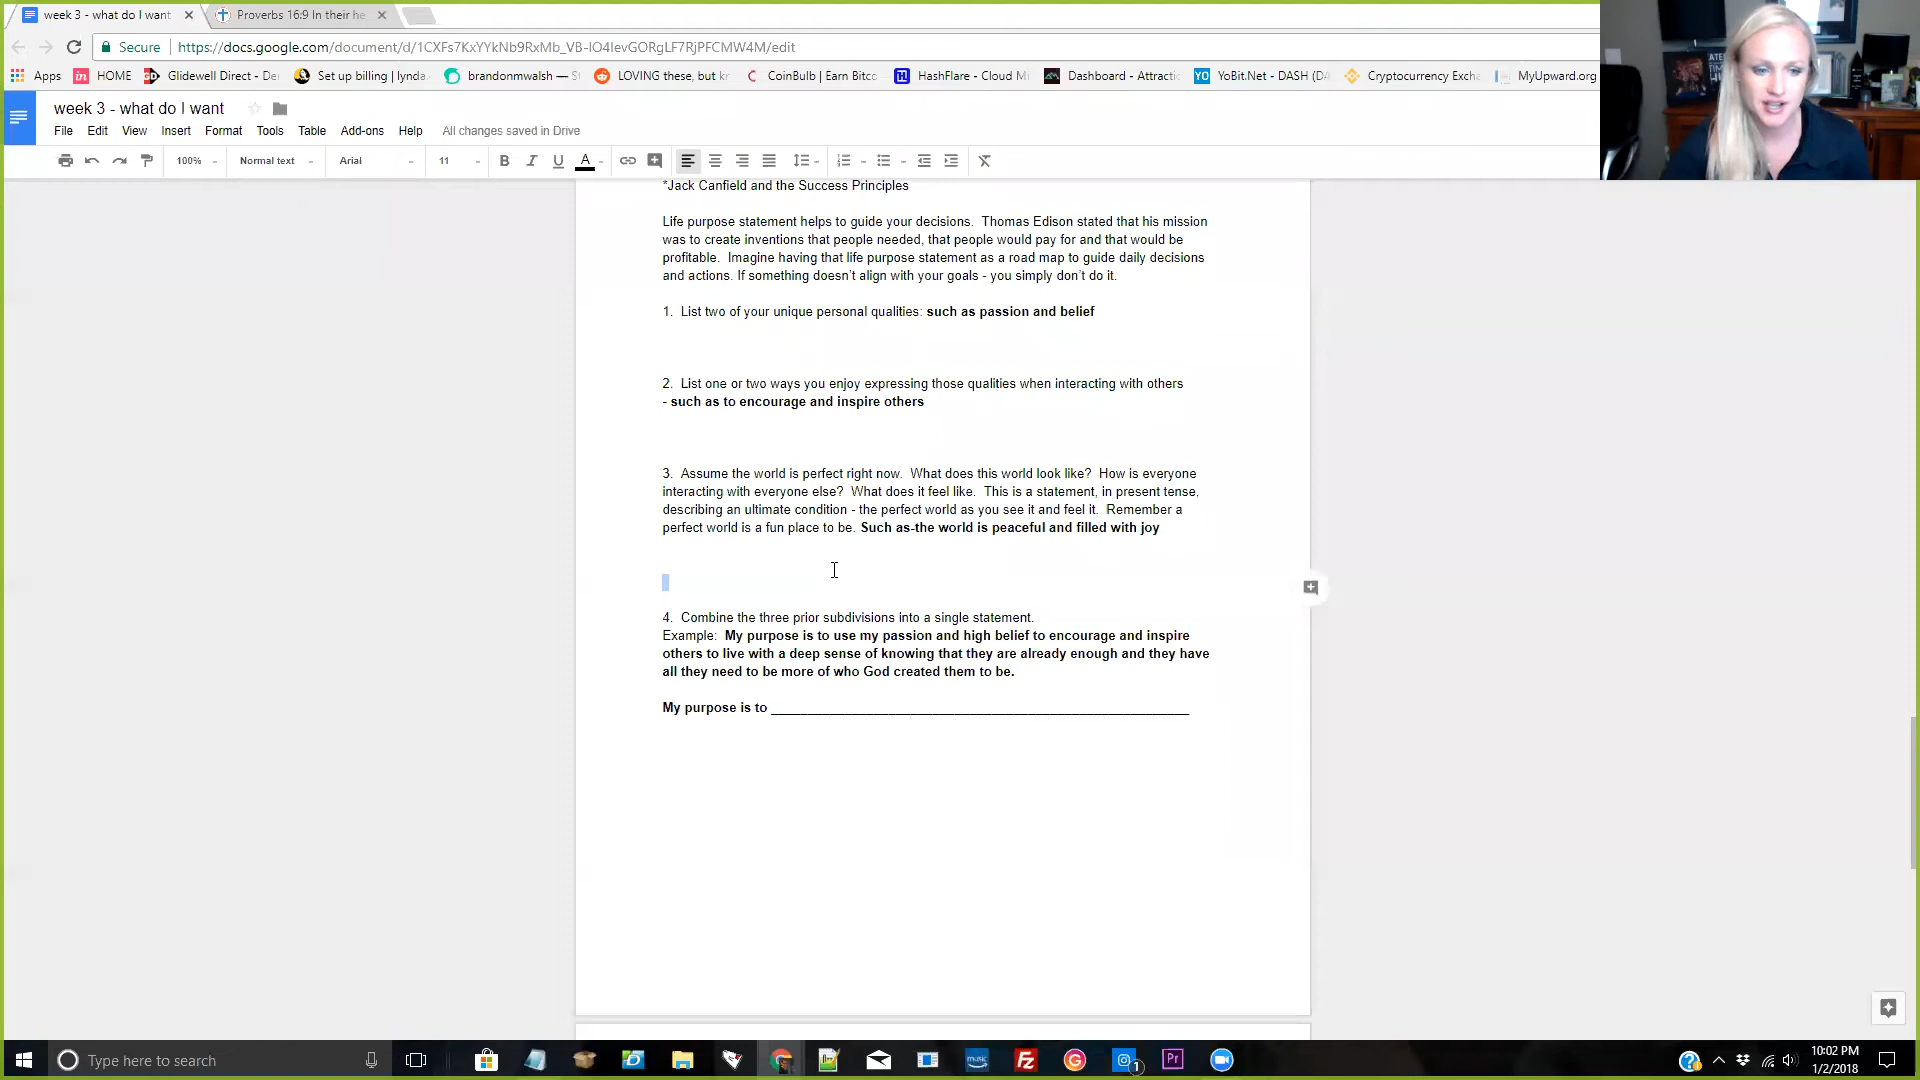 week 3 - what do I want
Proverbs 16:9 In their he
Secure
https://docs.google.com/document/d/1CXFs7KxYYkNb9RxMb_VB-IO4IevGORgLF7RjPFCMW4M/edit
Apps
HOME
Glidewell Direct - De
Set up billing | lynda.
brandonmwalsh — S
LOVING these, but kr
CoinBulb | Earn Bitco
HashFlare - Cloud Mi
Dashboard - Attractic
YoBit.Net - DASH (DA
Cryptocurrency Exch
MyUpward.org
week 3 - what do I want
File Edit View Insert Format Tools Table Add-ons Help All changes saved in Drive
100% Normal text Arial 11 B I U A
*Jack Canfield and the Success Principles
Life purpose statement helps to guide your decisions. Thomas Edison stated that his mission
was to create inventions that people needed, that people would pay for and that would be
profitable. Imagine having that life purpose statement as a road map to guide daily decisions
and actions. If something doesn't align with your goals - you simply don't do it.
1. List two of your unique personal qualities: such as passion and belief
2. List one or two ways you enjoy expressing those qualities when interacting with others
- such as to encourage and inspire others
3. Assume the world is perfect right now. What does this world look like? How is everyone
interacting with everyone else? What does it feel like. This is a statement, in present tense,
describing an ultimate condition - the perfect world as you see it and feel it. Remember a
perfect world is a fun place to be. Such as-the world is peaceful and filled with joy
4. Combine the three prior subdivisions into a single statement.
Example: My purpose is to use my passion and high belief to encourage and inspire
others to live with a deep sense of knowing that they are already enough and they have
all they need to be more of who God created them to be.
My purpose is to ____________________________________________________________
Type here to search
music
Pr
1
10:02 PM
1/2/2018